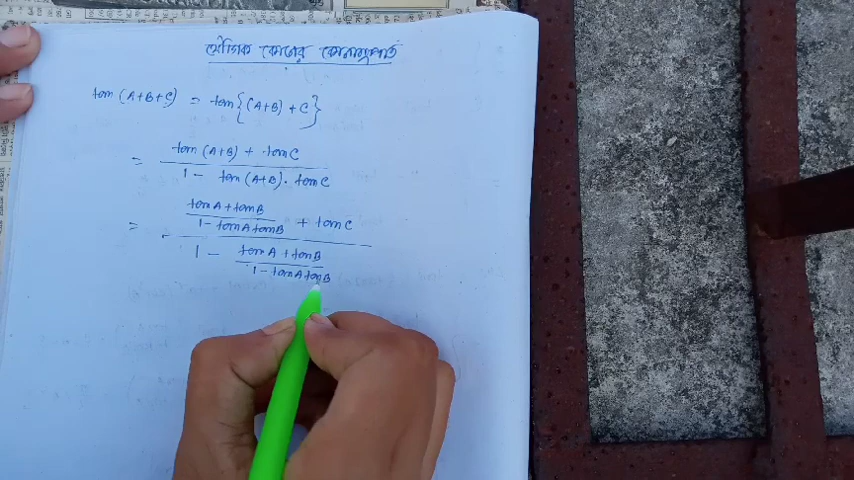 যৌগিক কোণের কোণানুপাত
tan (A+B+C) = tan {(A+B) + C}
= tan (A+B) + tanC
1 - tan (A+B) . tanC
= tanA + tanB
1 - tanA tanB + tanC
1 - tanA + tanB
1 - tanA tanB